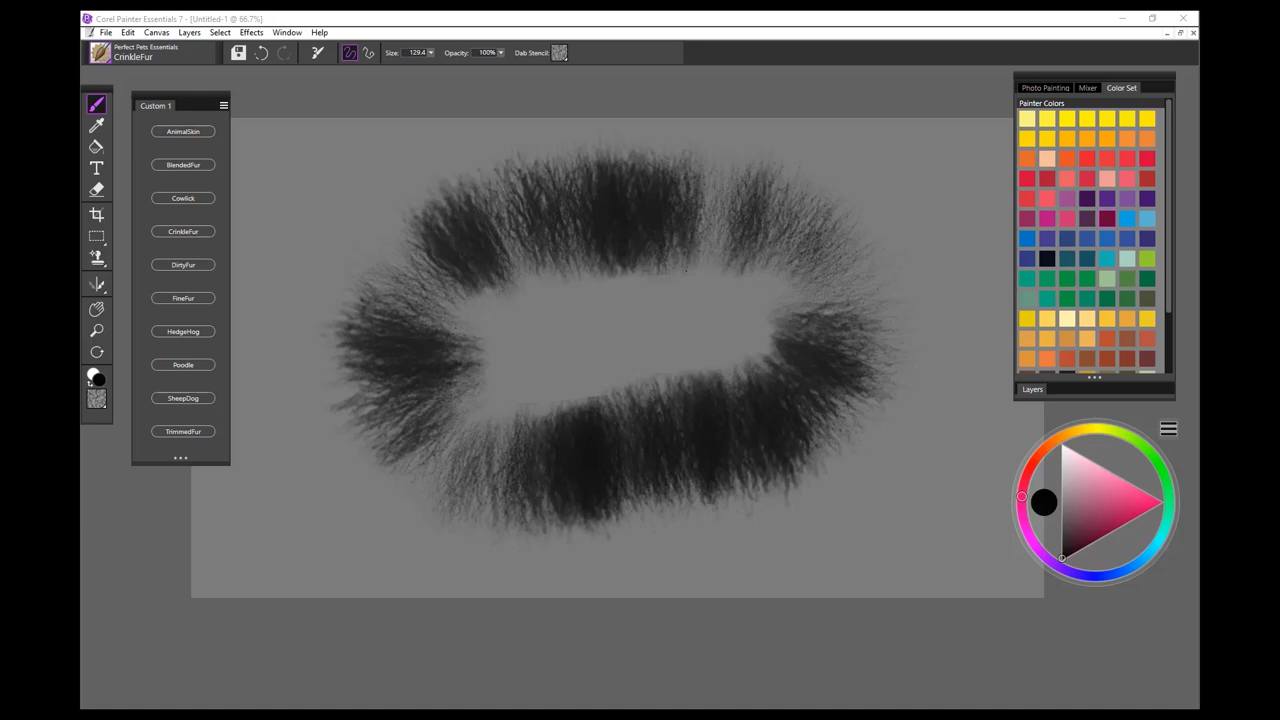 Corel Painter Essentials 7 - [Untitled-1 @ 66.7%]
File Edit Canvas Layers Select Effects Window Help
Perfect Pets Essentials
CrinkleFur
Size: 129.4 Opacity: 100% Dab Stencil:
Custom 1
AnimalSkin
BlendedFur
Cowlick
CrinkleFur
DirtyFur
FineFur
HedgeHog
Poodle
SheepDog
TrimmedFur
Photo Painting Mixer Color Set
Painter Colors
Layers